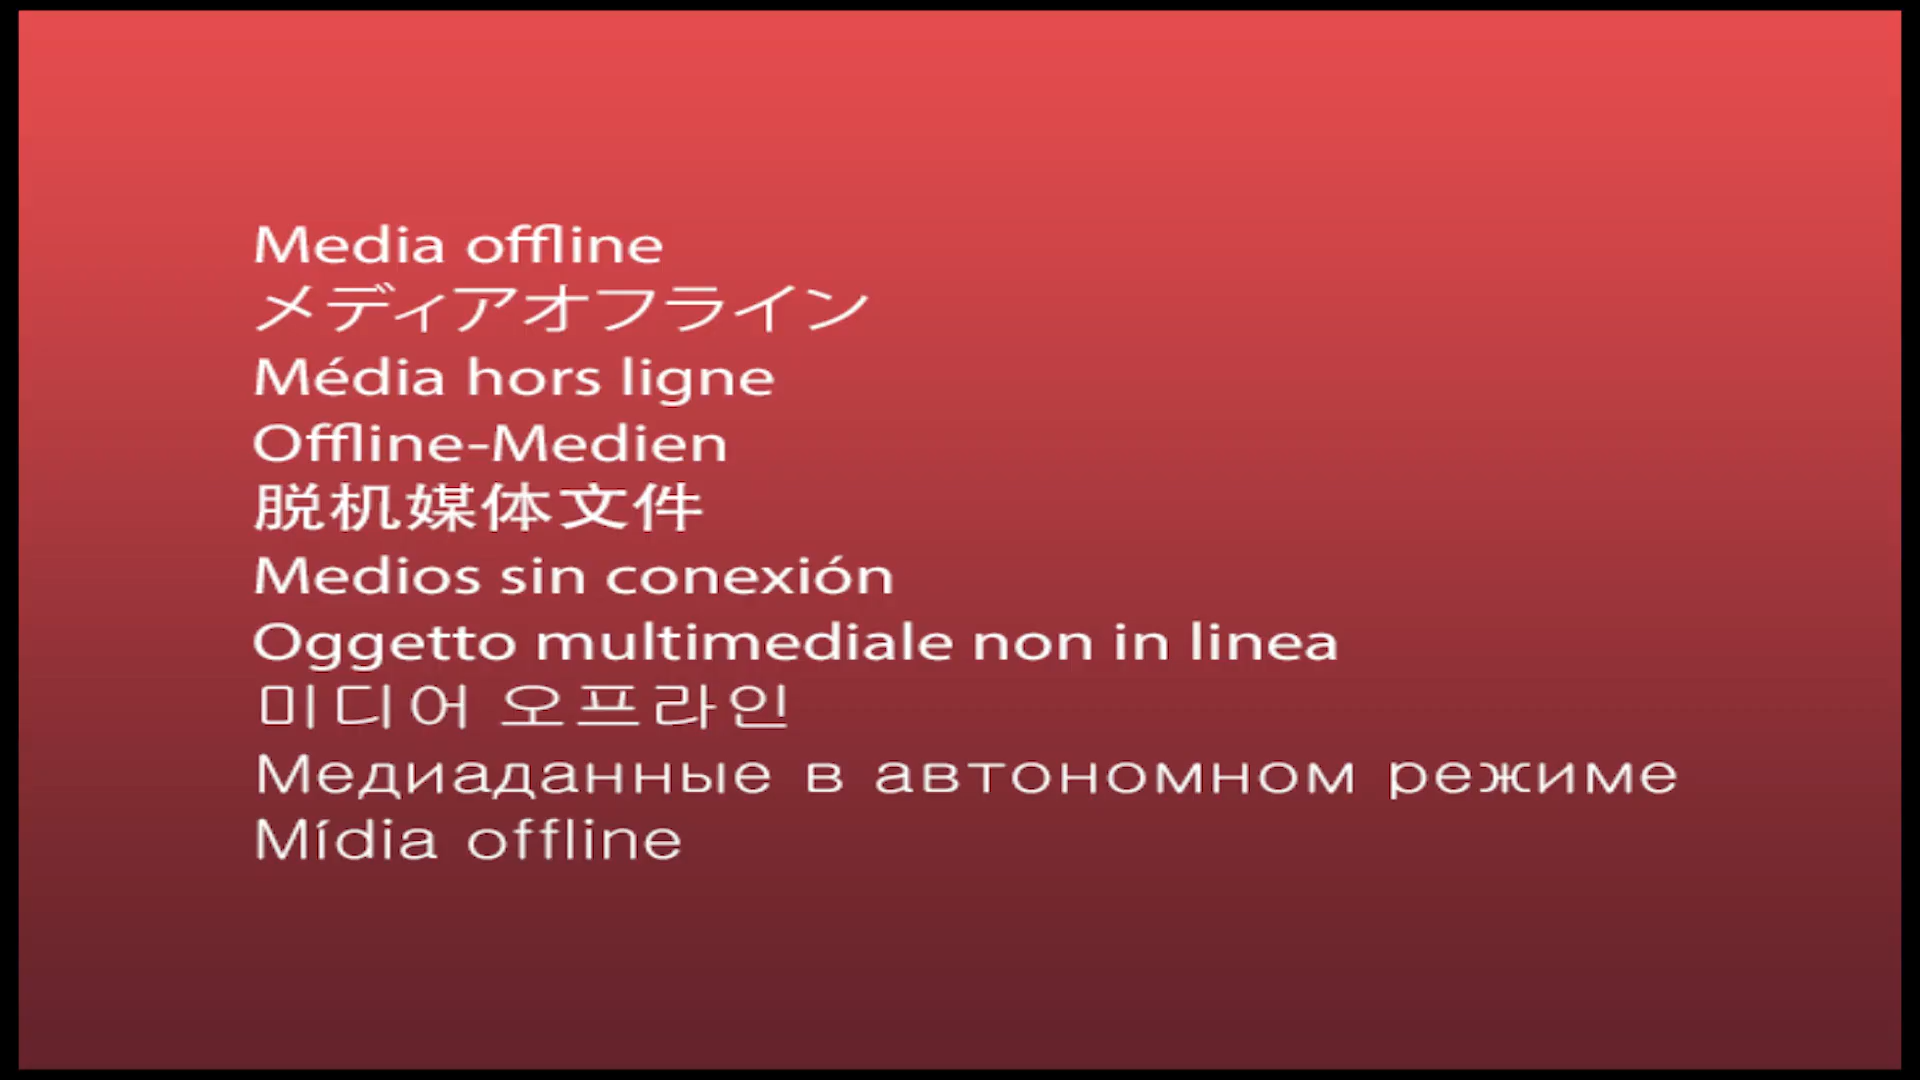 Media offline
メディアオフライン
Média hors ligne
Offline-Medien
脱机媒体文件
Medios sin conexión
Oggetto multimediale non in linea
미디어 오프라인
Медиаданные в автономном режиме
Mídia offline